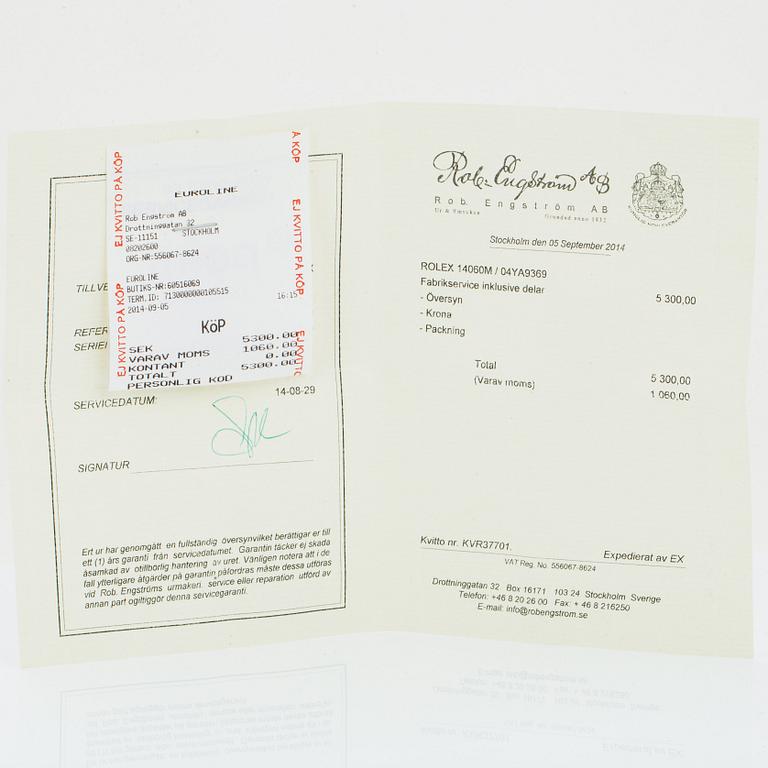 EJ KVITTO PÅ KÖP
EJ KVITTO PÅ KÖP
Å KÖP
EJ KVITTO PÅ KÖP
EJ KVITTO
EUROLINE
Rob Engstrom AB
Drottninggatan 32
SE-11151 STOCKHOLM
08202600
ORG-NR:556067-8624
EUROLINE
BUTIKS-NR:60516069
TERM.ID: 7130000000105515
2014-09-05 16:15
KöP
SEK 5300.00
VARAV MOMS 1060.00
KONTANT 0.00
TOTALT 5300.00
PERSONLIG KOD
TILLVE
REFER
SERIE
SERVICEDATUM: 14-08-29
SIGNATUR
Ert ur har genomgått en fullständig översynvilket berättigar er till
ett (1) års garanti från servicedatumet. Garantin täcker ej skada
åsamkad av otillbörlig hantering av uret. Vänligen notera att i de
fall ytterligare åtgärder på garantin påfordras måste dessa utföras
vid Rob. Engströms urmakeri. service eller reparation utförd av
annan part ogiltiggör denna servicegaranti.
Rob. Engström AB
Rob. Engström AB
Ur & Smycken founded anno 1932
Stockholm den 05 September 2014
ROLEX 14060M / 04YA9369
Fabrikservice inklusive delar 5 300,00
- Översyn
- Krona
- Packning
Total 5 300,00
(Varav moms) 1 060,00
Kvitto nr. KVR37701. Expedierat av EX
VAT Reg. No. 556067-8624
Drottninggatan 32 Box 16171 103 24 Stockholm Sverige
Telefon: +46 8 20 26 00 Fax: + 46 8 216250
E-mail: info@robengstrom.se